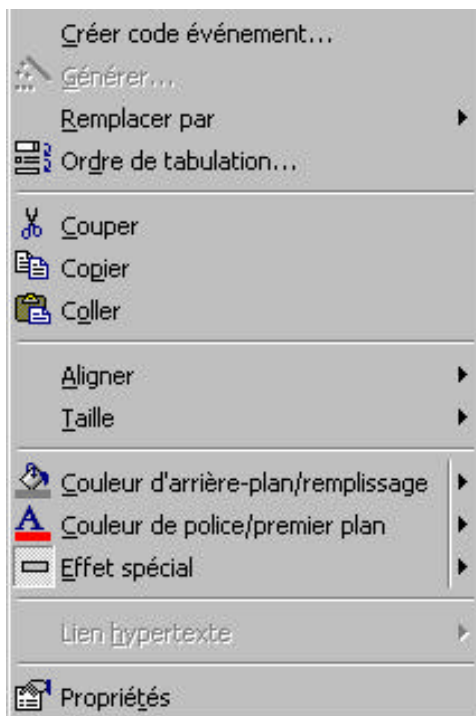 Créer code événement...
Générer...
Remplacer par
Ordre de tabulation...
Couper
Copier
Coller
Aligner
Taille
Couleur d'arrière-plan/remplissage
Couleur de police/premier plan
Effet spécial
Lien hypertexte
Propriétés